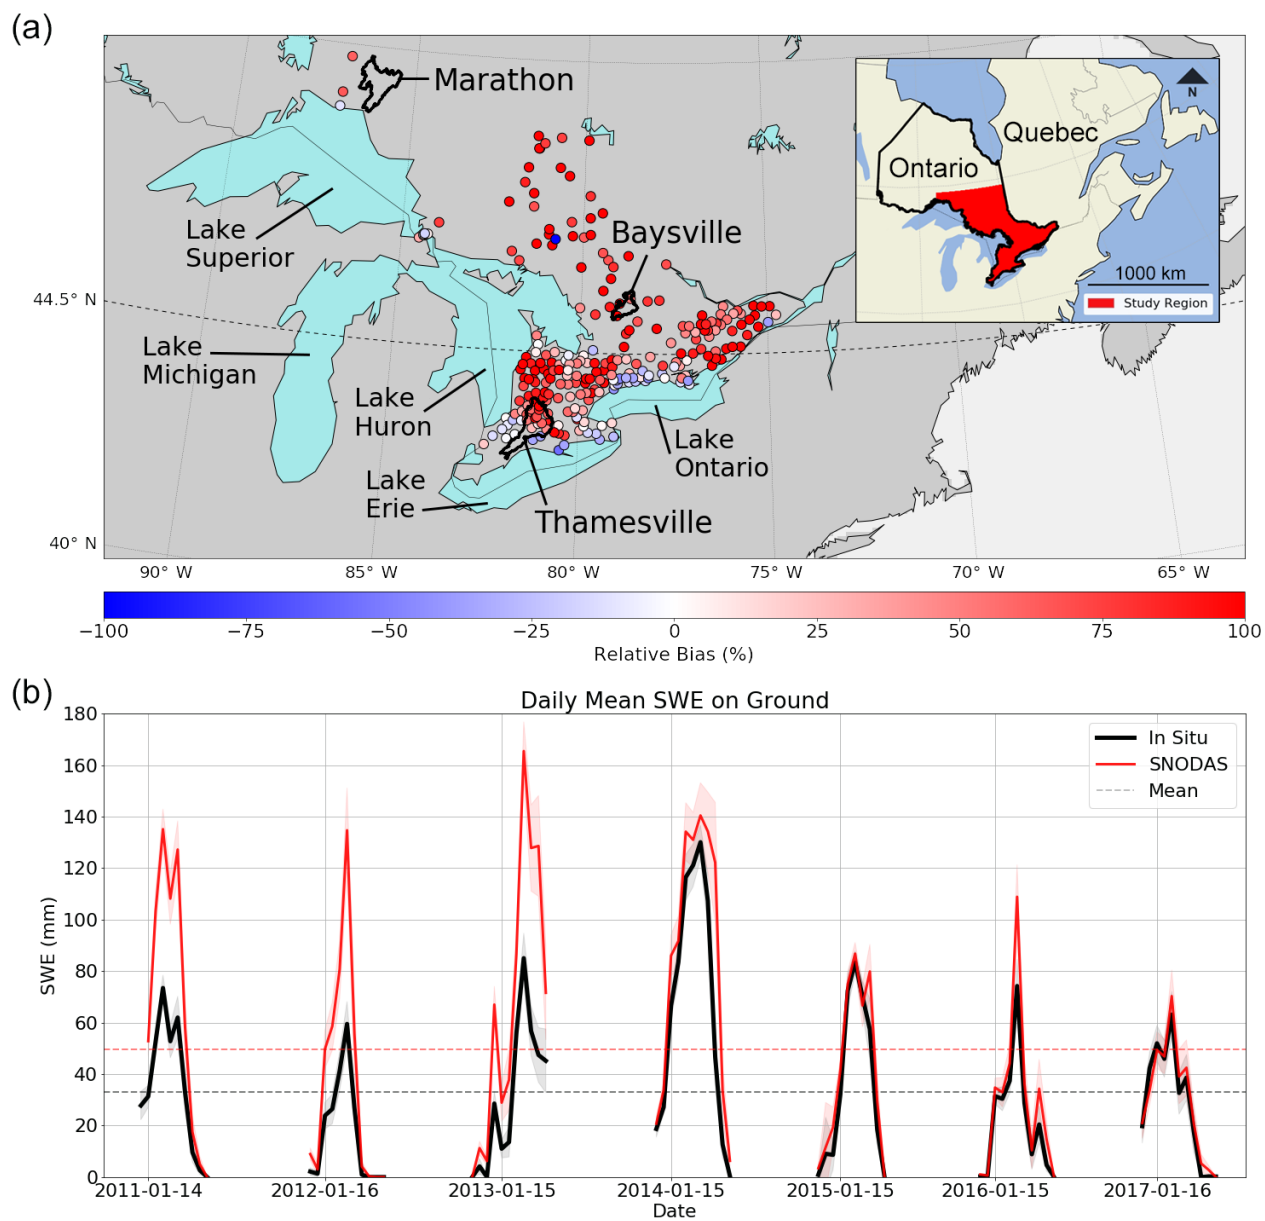 (a)
Marathon
Quebec
Ontario
N
1000 km
Study Region
Lake
Superior
Baysville
44.5° N
Lake
Michigan
Lake
Huron
Lake
Ontario
Lake
Erie
Thamesville
40° N
90° W 85° W 80° W 75° W 70° W 65° W
−100 −75 −50 −25 0 25 50 75 100
Relative Bias (%)
(b)
Daily Mean SWE on Ground
180
160
140
120
100
80
60
40
20
0
SWE (mm)
In Situ
SNODAS
Mean
2011-01-14 2012-01-16 2013-01-15 2014-01-15 2015-01-15 2016-01-15 2017-01-16
Date